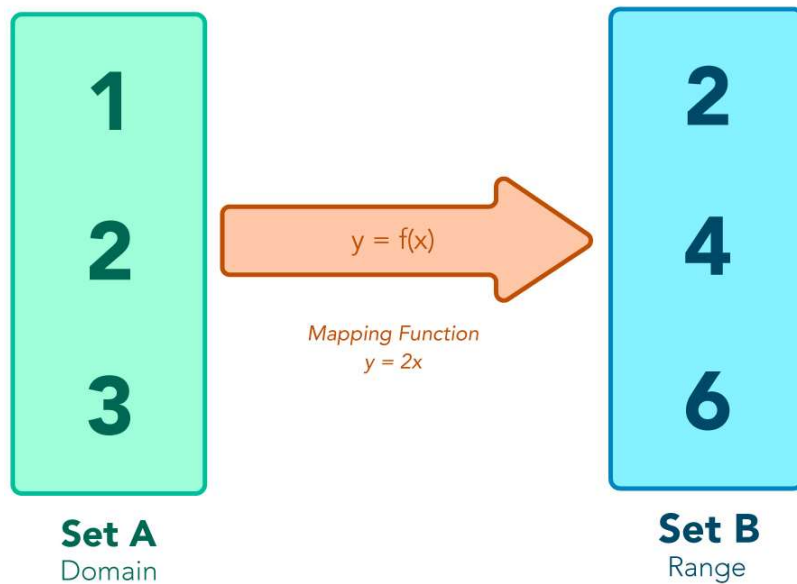 1
2
3
Set A
Domain
y = f(x)
Mapping Function
y = 2x
2
4
6
Set B
Range